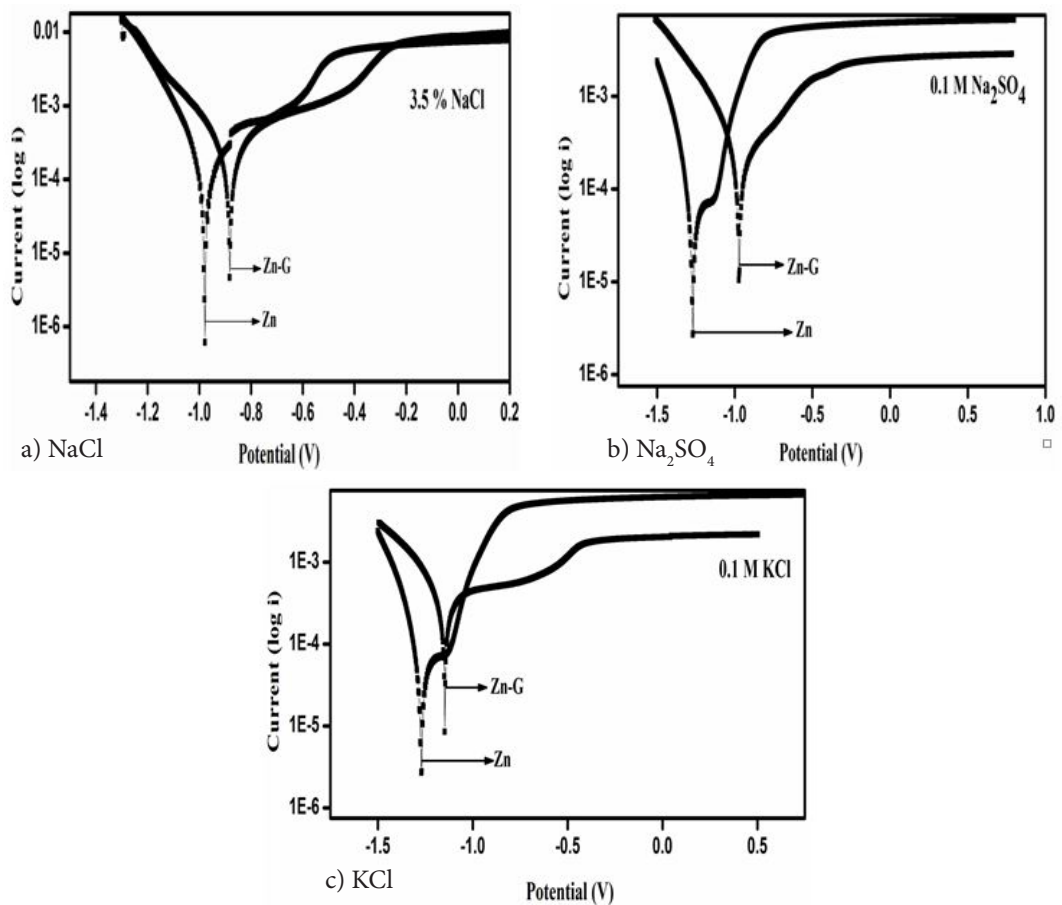 0.01
1E-3
1E-4
1E-5
1E-6
Current (log i)
3.5 % NaCl
Zn-G
Zn
-1.4 -1.2 -1.0 -0.8 -0.6 -0.4 -0.2 0.0 0.2
a) NaCl
Potential (V)
1E-3
1E-4
1E-5
1E-6
Current (log i)
0.1 M Na₂SO₄
Zn-G
Zn
-1.5 -1.0 -0.5 0.0 0.5 1.0
b) Na₂SO₄
Potential (V)
1E-3
1E-4
1E-5
1E-6
Current (log i)
0.1 M KCl
Zn-G
Zn
-1.5 -1.0 -0.5 0.0 0.5
c) KCl
Potential (V)